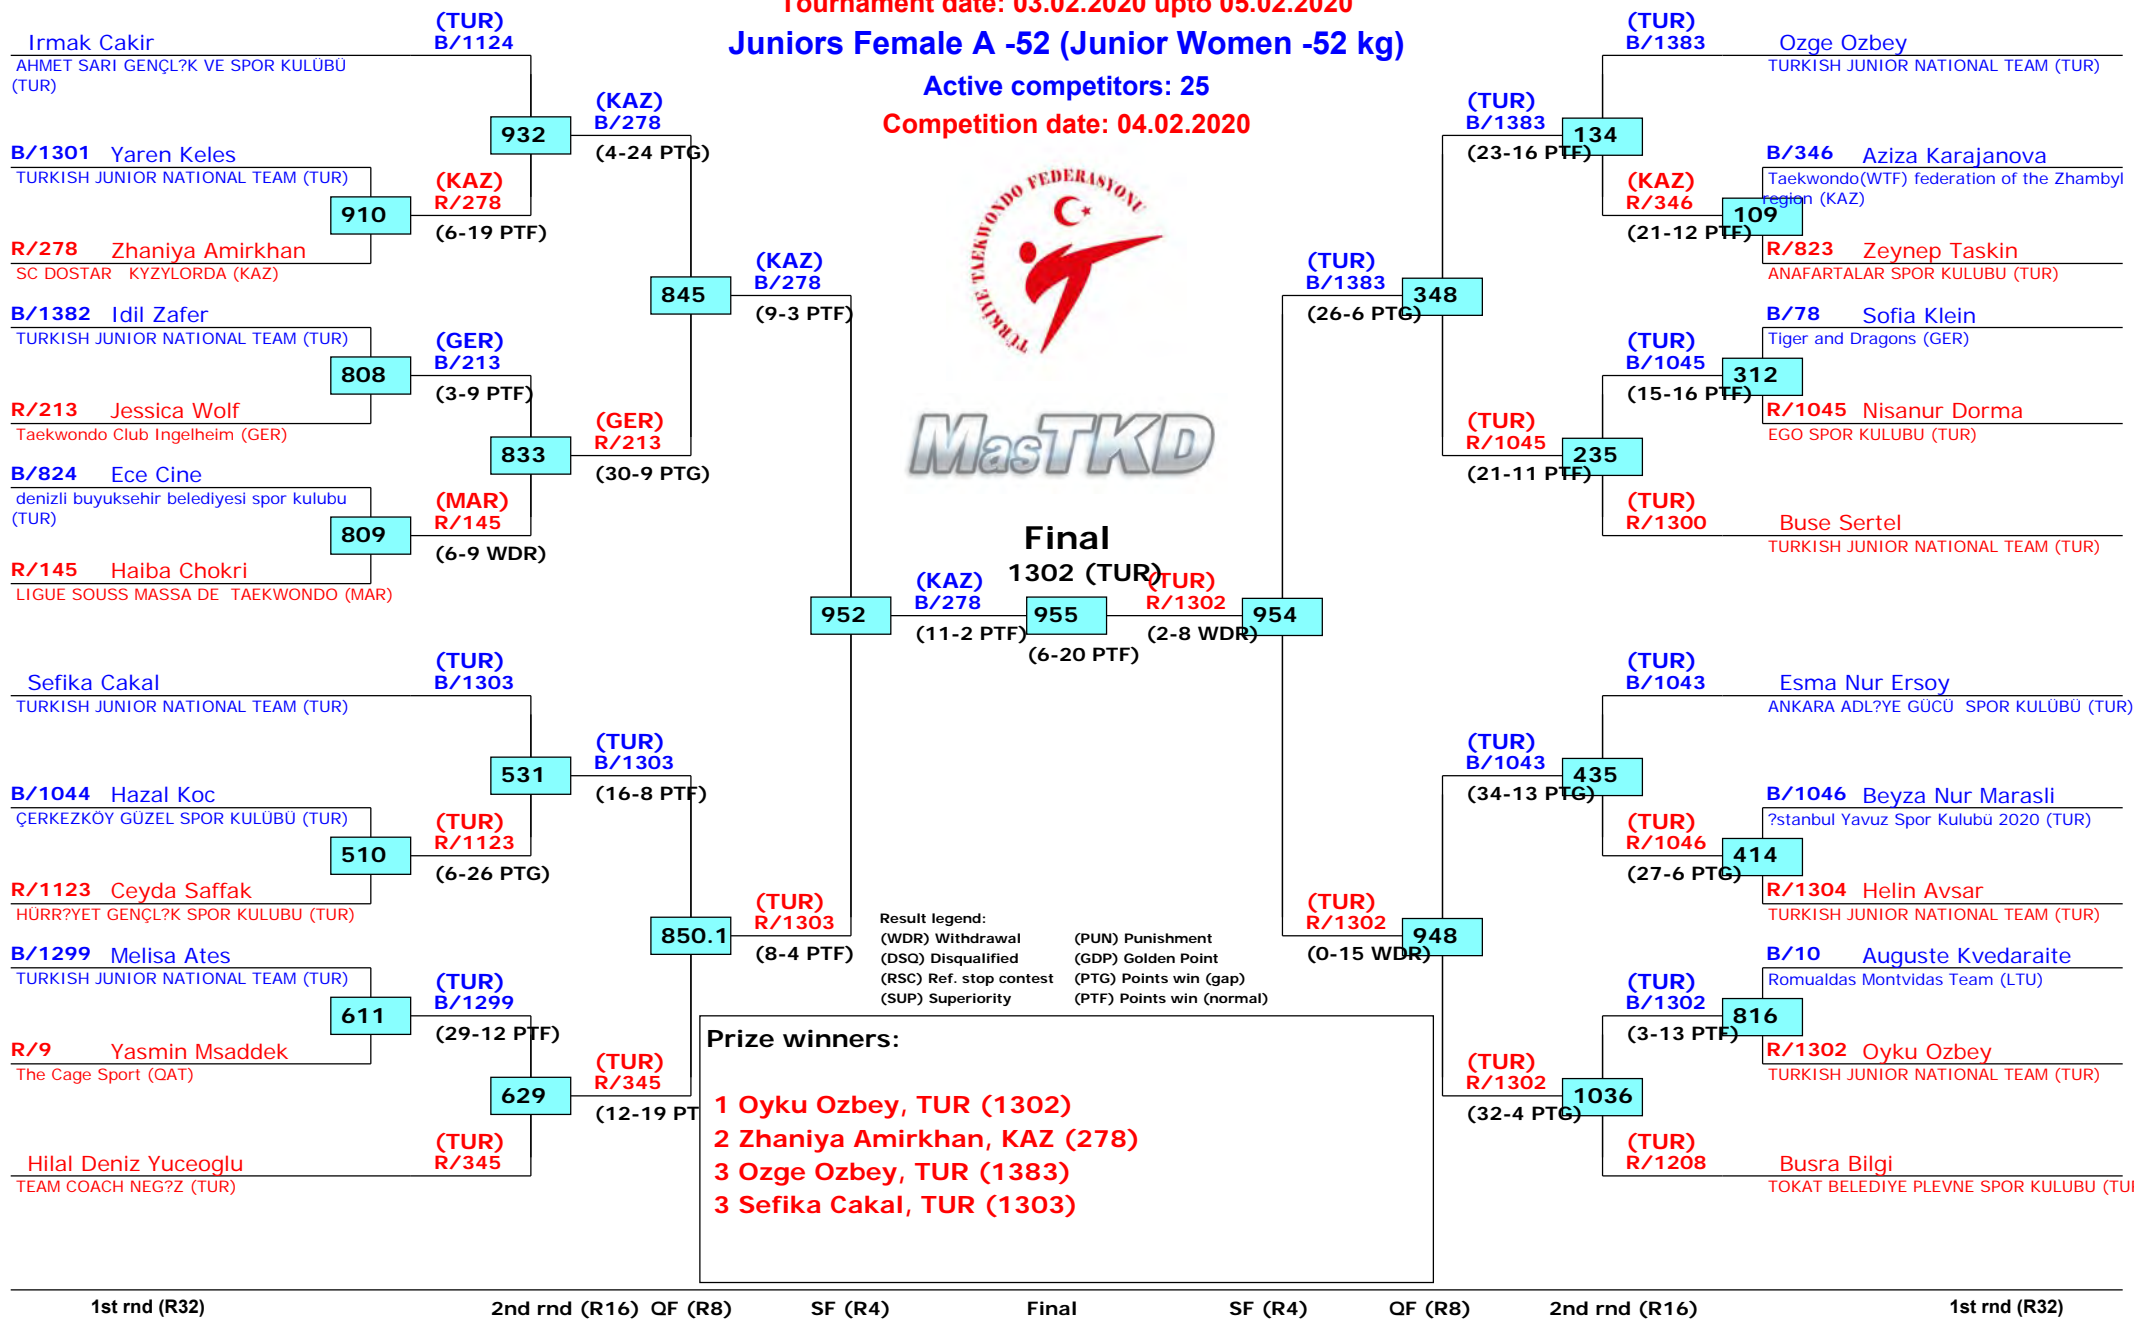 Tournament date: 03.02.2020 upto 05.02.2020
Juniors Female A -52 (Junior Women -52 kg)
Active competitors: 25
Competition date: 04.02.2020
TÜRKİYE TAEKWONDO FEDERASYONU
MasTKD
Irmak Cakir
AHMET SARI GENÇL?K VE SPOR KULÜBÜ
(TUR)
(TUR)
B/1124
B/1301 Yaren Keles
TURKISH JUNIOR NATIONAL TEAM (TUR)
910
R/278 Zhaniya Amirkhan
SC DOSTAR KYZYLORDA (KAZ)
(KAZ)
R/278
(6-19 PTF)
932
(KAZ)
B/278
(4-24 PTG)
B/1382 Idil Zafer
TURKISH JUNIOR NATIONAL TEAM (TUR)
808
R/213 Jessica Wolf
Taekwondo Club Ingelheim (GER)
(GER)
B/213
(3-9 PTF)
B/824 Ece Cine
denizli buyuksehir belediyesi spor kulubu
(TUR)
809
R/145 Haiba Chokri
LIGUE SOUSS MASSA DE TAEKWONDO (MAR)
(MAR)
R/145
(6-9 WDR)
833
(GER)
R/213
(30-9 PTG)
845
(KAZ)
B/278
(9-3 PTF)
Sefika Cakal
TURKISH JUNIOR NATIONAL TEAM (TUR)
(TUR)
B/1303
B/1044 Hazal Koc
ÇERKEZKÖY GÜZEL SPOR KULÜBÜ (TUR)
510
R/1123 Ceyda Saffak
HÜRR?YET GENÇL?K SPOR KULUBU (TUR)
(TUR)
R/1123
(6-26 PTG)
531
(TUR)
B/1303
(16-8 PTF)
B/1299 Melisa Ates
TURKISH JUNIOR NATIONAL TEAM (TUR)
611
R/9 Yasmin Msaddek
The Cage Sport (QAT)
(TUR)
B/1299
(29-12 PTF)
629
Hilal Deniz Yuceoglu
TEAM COACH NEG?Z (TUR)
(TUR)
R/345
(TUR)
R/345
(12-19 PT
850.1
(TUR)
R/1303
(8-4 PTF)
952
(KAZ)
B/278
(11-2 PTF)
Final
1302 (TUR)
955
(6-20 PTF)
(TUR)
R/1302
(2-8 WDR)
954
(TUR)
B/1383
Ozge Ozbey
TURKISH JUNIOR NATIONAL TEAM (TUR)
(TUR)
B/1383
(23-16 PTF)
134
B/346 Aziza Karajanova
Taekwondo(WTF) federation of the Zhambyl
region (KAZ)
109
(KAZ)
R/346
(21-12 PTF)
R/823 Zeynep Taskin
ANAFARTALAR SPOR KULUBU (TUR)
(TUR)
B/1383
(26-6 PTG)
348
B/78 Sofia Klein
Tiger and Dragons (GER)
312
(TUR)
B/1045
(15-16 PTF)
R/1045 Nisanur Dorma
EGO SPOR KULUBU (TUR)
(TUR)
R/1045
(21-11 PTF)
235
(TUR)
R/1300
Buse Sertel
TURKISH JUNIOR NATIONAL TEAM (TUR)
(TUR)
B/1043
Esma Nur Ersoy
ANKARA ADL?YE GÜCÜ SPOR KULÜBÜ (TUR)
(TUR)
B/1043
(34-13 PTG)
435
B/1046 Beyza Nur Marasli
?stanbul Yavuz Spor Kulubü 2020 (TUR)
414
(TUR)
R/1046
(27-6 PTG)
R/1304 Helin Avsar
TURKISH JUNIOR NATIONAL TEAM (TUR)
(TUR)
R/1302
(0-15 WDR)
948
B/10 Auguste Kvedaraite
Romualdas Montvidas Team (LTU)
816
(TUR)
B/1302
(3-13 PTF)
R/1302 Oyku Ozbey
TURKISH JUNIOR NATIONAL TEAM (TUR)
(TUR)
R/1302
(32-4 PTG)
1036
(TUR)
R/1208
Busra Bilgi
TOKAT BELEDIYE PLEVNE SPOR KULUBU (TU
Result legend:
(WDR) Withdrawal (PUN) Punishment
(DSQ) Disqualified (GDP) Golden Point
(RSC) Ref. stop contest (PTG) Points win (gap)
(SUP) Superiority (PTF) Points win (normal)
Prize winners:
1 Oyku Ozbey, TUR (1302)
2 Zhaniya Amirkhan, KAZ (278)
3 Ozge Ozbey, TUR (1383)
3 Sefika Cakal, TUR (1303)
1st rnd (R32) 2nd rnd (R16) QF (R8) SF (R4) Final SF (R4) QF (R8) 2nd rnd (R16) 1st rnd (R32)